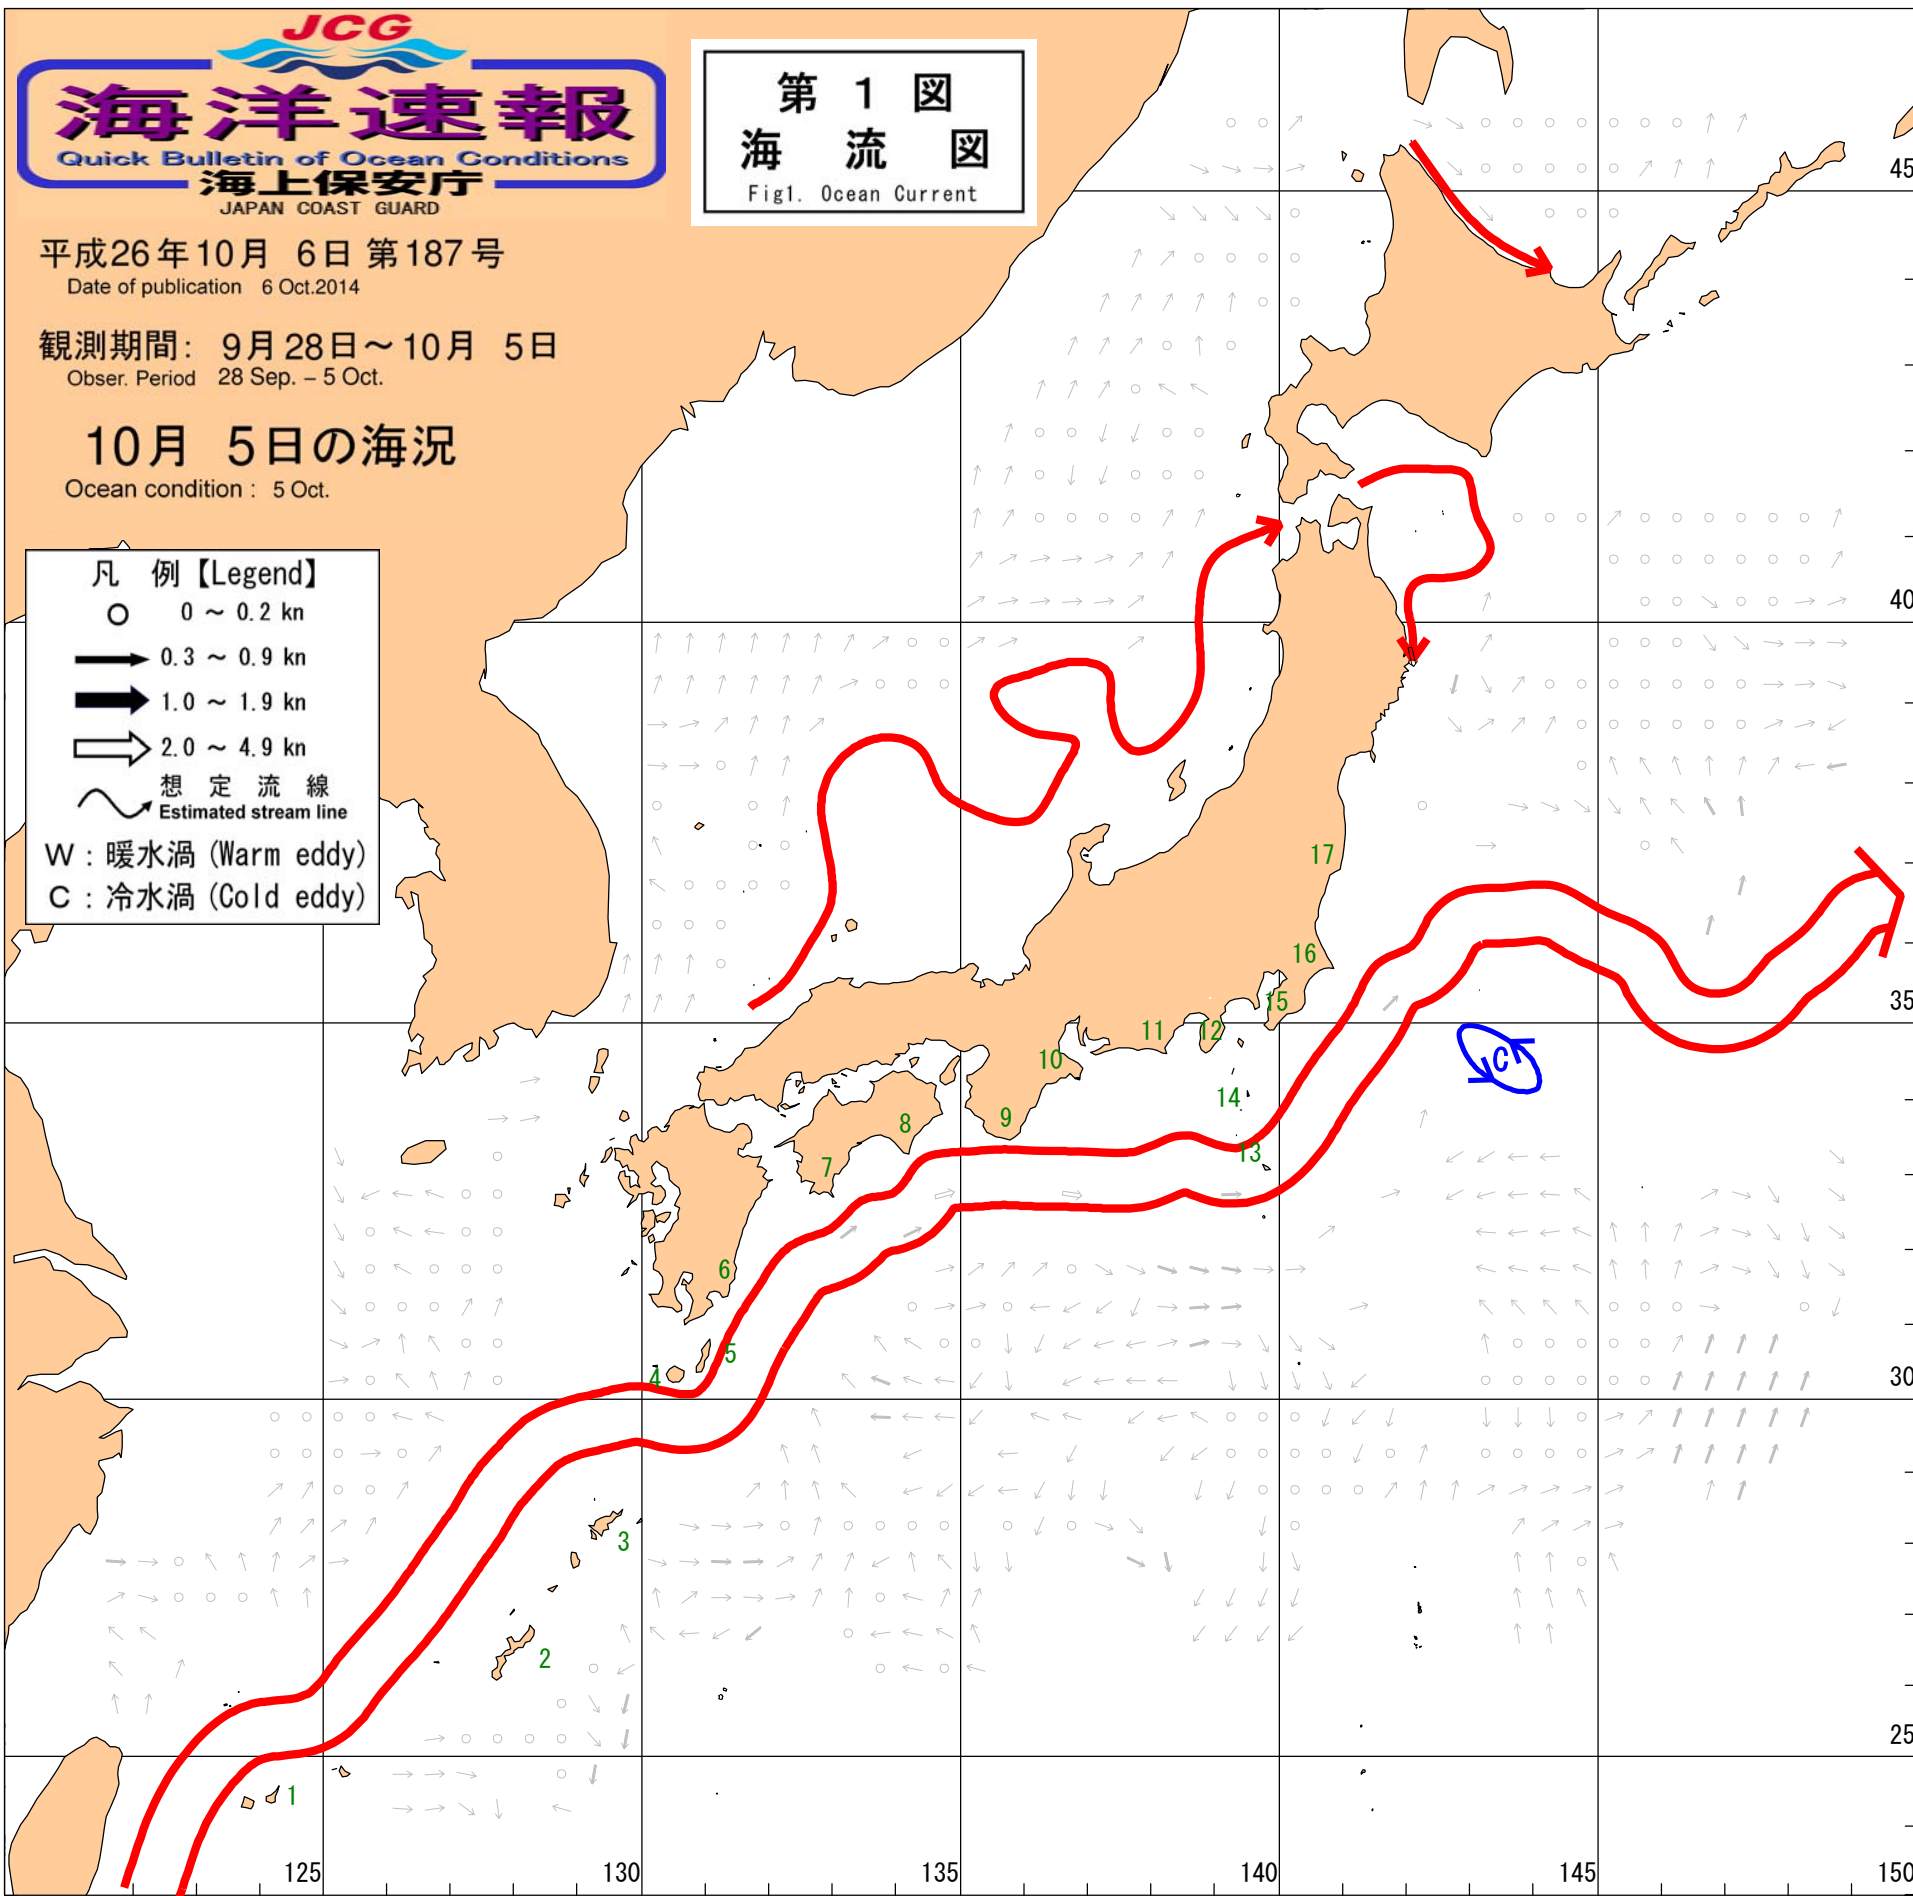 JCG
海洋速報
Quick Bulletin of Ocean Conditions
海上保安庁
JAPAN COAST GUARD
平成26年10月 6日 第187号
Date of publication 6 Oct.2014
観測期間： 9月28日～10月 5日
Obser. Period 28 Sep. – 5 Oct.
10月 5日の海況
Ocean condition : 5 Oct.
第 1 図
海 流 図
Fig1. Ocean Current
凡 例【Legend】
0 ～ 0.2 kn
0.3 ～ 0.9 kn
1.0 ～ 1.9 kn
2.0 ～ 4.9 kn
想 定 流 線
Estimated stream line
W : 暖水渦 (Warm eddy)
C : 冷水渦 (Cold eddy)
45
40
17
16
35
15
12
11
10
C
14
9
8
13
7
6
5
4
30
3
2
25
1
125
130
135
140
145
150